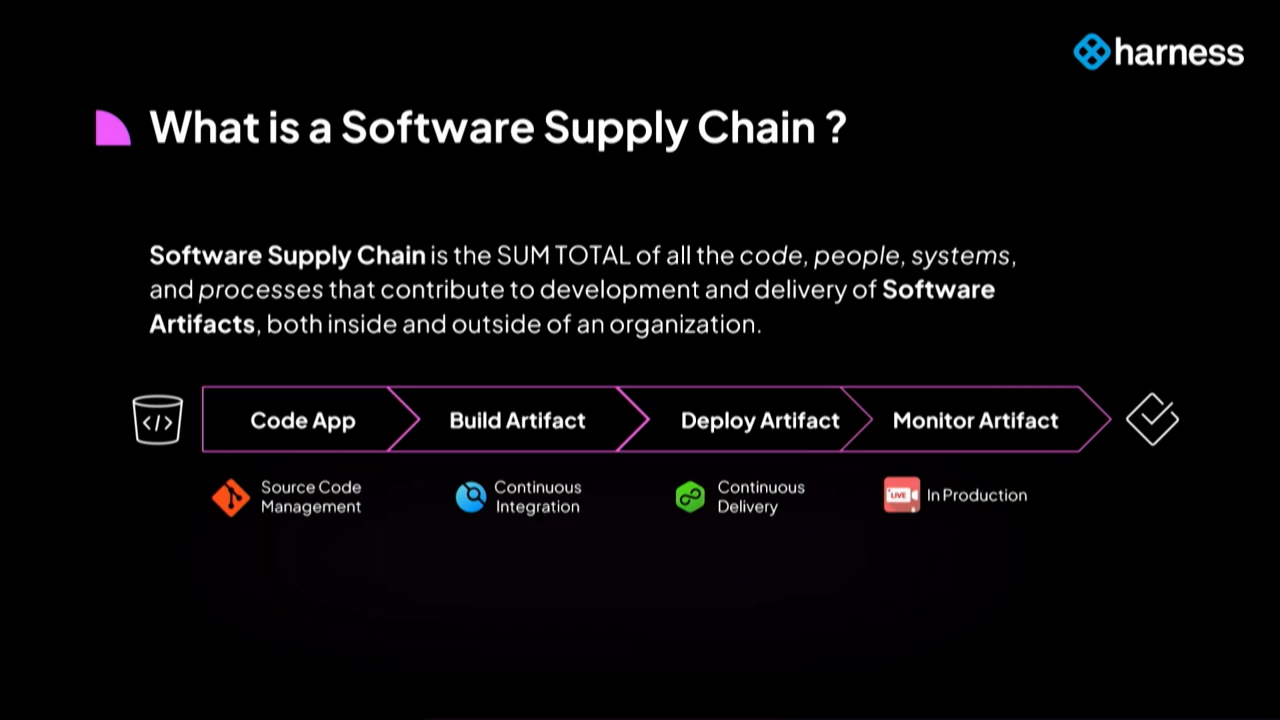 harness
What is a Software Supply Chain ?
Software Supply Chain is the SUM TOTAL of all the code, people, systems,
and processes that contribute to development and delivery of Software
Artifacts, both inside and outside of an organization.
</>
Code App
Build Artifact
Deploy Artifact
Monitor Artifact
Source Code
Management
Continuous
Integration
Continuous
Delivery
LIVE
In Production